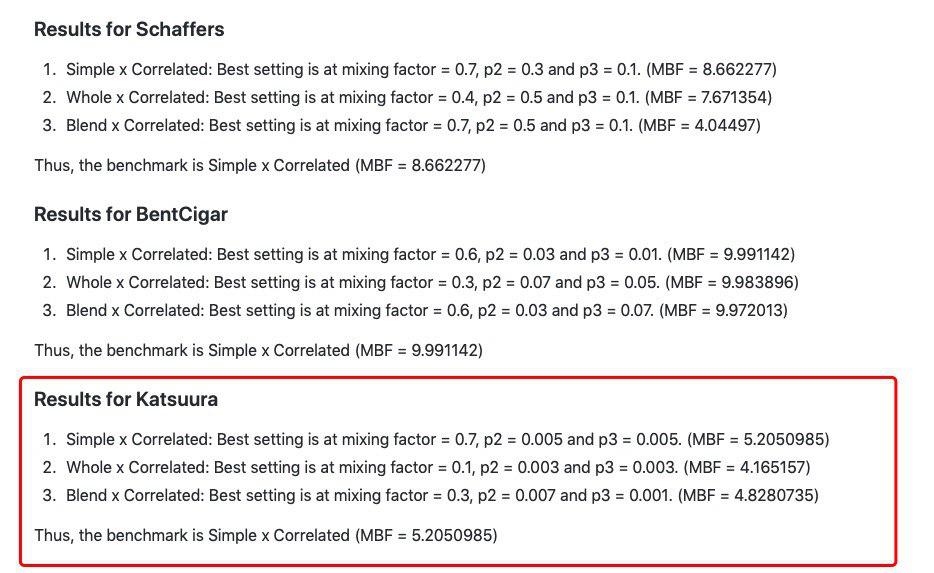 Results for Schaffers
1. Simple x Correlated: Best setting is at mixing factor = 0.7, p2 = 0.3 and p3 = 0.1. (MBF = 8.662277)
2. Whole x Correlated: Best setting is at mixing factor = 0.4, p2 = 0.5 and p3 = 0.1. (MBF = 7.671354)
3. Blend x Correlated: Best setting is at mixing factor = 0.7, p2 = 0.5 and p3 = 0.1. (MBF = 4.04497)
Thus, the benchmark is Simple x Correlated (MBF = 8.662277)
Results for BentCigar
1. Simple x Correlated: Best setting is at mixing factor = 0.6, p2 = 0.03 and p3 = 0.01. (MBF = 9.991142)
2. Whole x Correlated: Best setting is at mixing factor = 0.3, p2 = 0.07 and p3 = 0.05. (MBF = 9.983896)
3. Blend x Correlated: Best setting is at mixing factor = 0.6, p2 = 0.03 and p3 = 0.07. (MBF = 9.972013)
Thus, the benchmark is Simple x Correlated (MBF = 9.991142)
Results for Katsuura
1. Simple x Correlated: Best setting is at mixing factor = 0.7, p2 = 0.005 and p3 = 0.005. (MBF = 5.2050985)
2. Whole x Correlated: Best setting is at mixing factor = 0.1, p2 = 0.003 and p3 = 0.003. (MBF = 4.165157)
3. Blend x Correlated: Best setting is at mixing factor = 0.3, p2 = 0.007 and p3 = 0.001. (MBF = 4.8280735)
Thus, the benchmark is Simple x Correlated (MBF = 5.2050985)